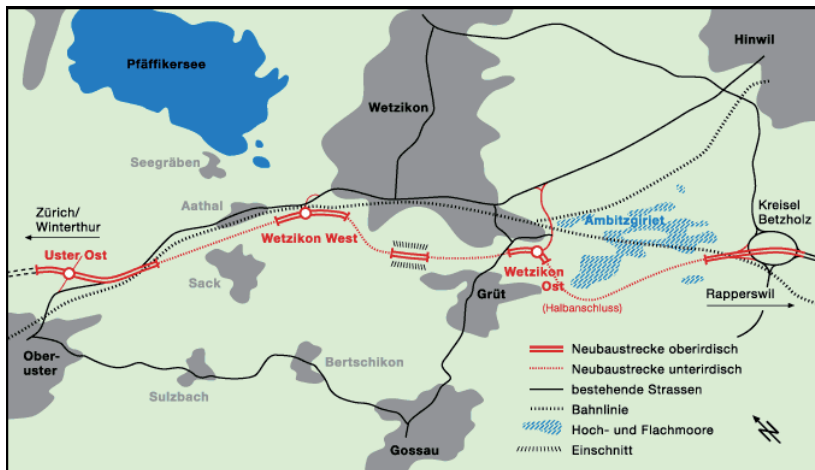 Pfäffikersee
Hinwil
Wetzikon
Seegräben
Aathal
Zürich/
Winterthur
Ambitzgiriet
Kreisel
Betzholz
Uster Ost
Wetzikon West
Wetzikon
Ost
Sack
Grüt
(Halbanschluss)
Rapperswil
Ober-
uster
Bertschikon
Sulzbach
Gossau
Neubaustrecke oberirdisch
Neubaustrecke unterirdisch
bestehende Strassen
Bahnlinie
Hoch- und Flachmoore
Einschnitt
N